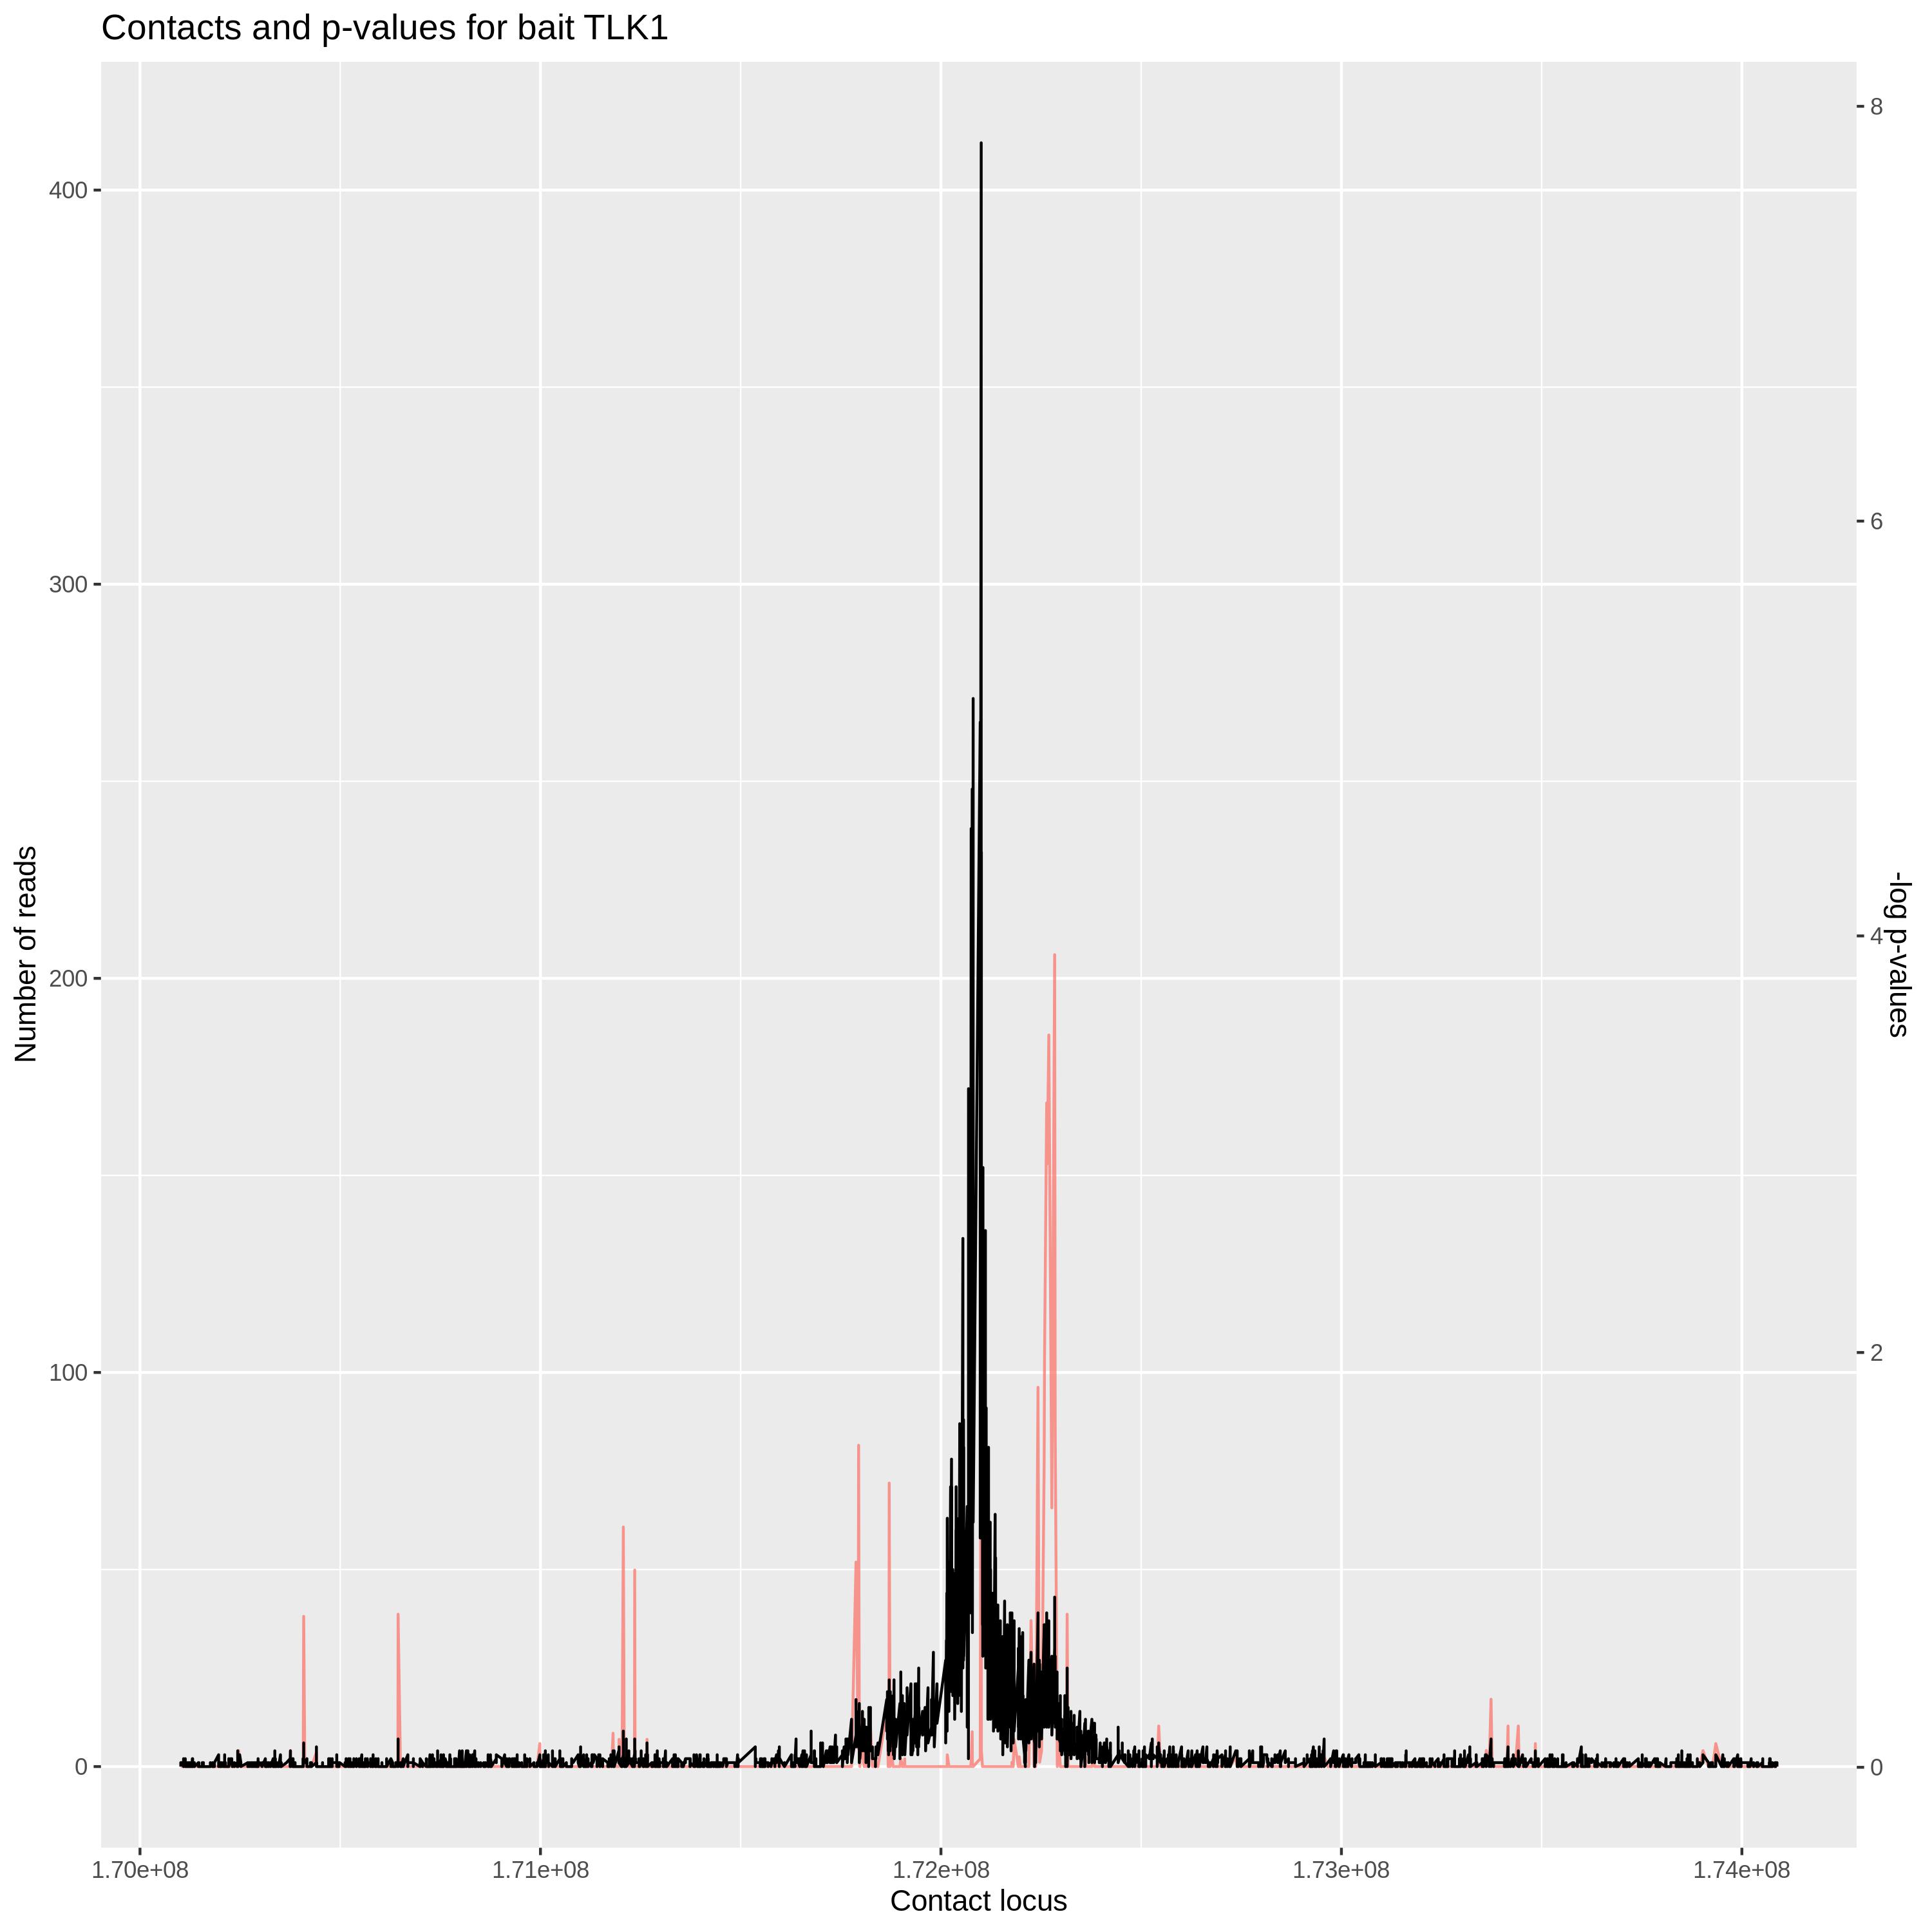 Contacts and p-values for bait TLK1
8
400
6
300
Number of reads
-log p-values
4
200
2
100
0
0
1.70e+08
1.71e+08
1.72e+08
1.73e+08
1.74e+08
Contact locus